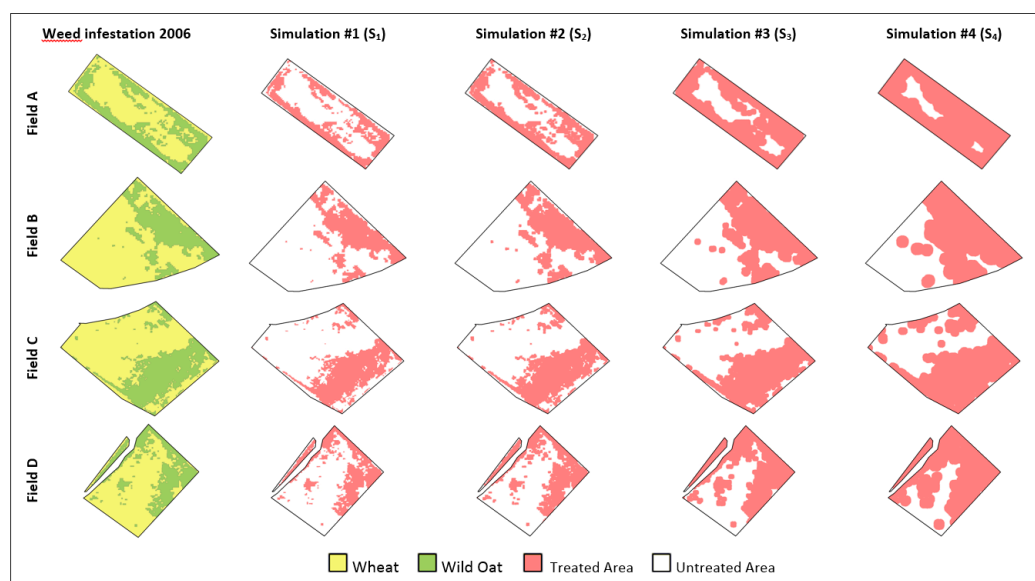 Weed infestation 2006
Simulation #1 (S₁)
Simulation #2 (S₂)
Simulation #3 (S₃)
Simulation #4 (S₄)
Field A
Field B
Field C
Field D
Wheat
Wild Oat
Treated Area
Untreated Area